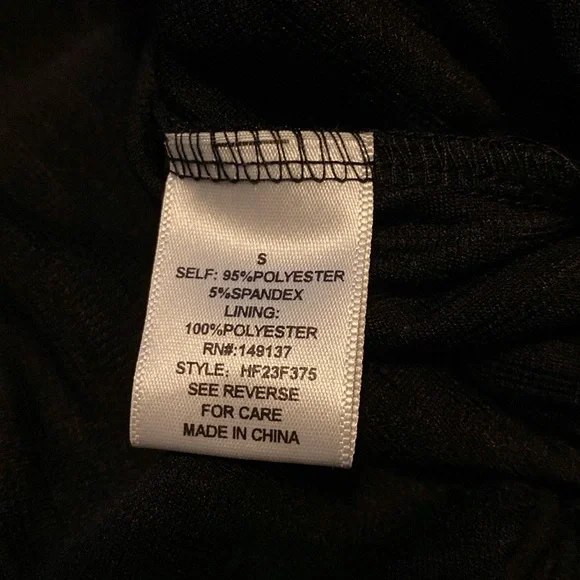 S
SELF: 95%POLYESTER
5%SPANDEX
LINING:
100%POLYESTER
RN#:149137
STYLE: HF23F375
SEE REVERSE
FOR CARE
MADE IN CHINA